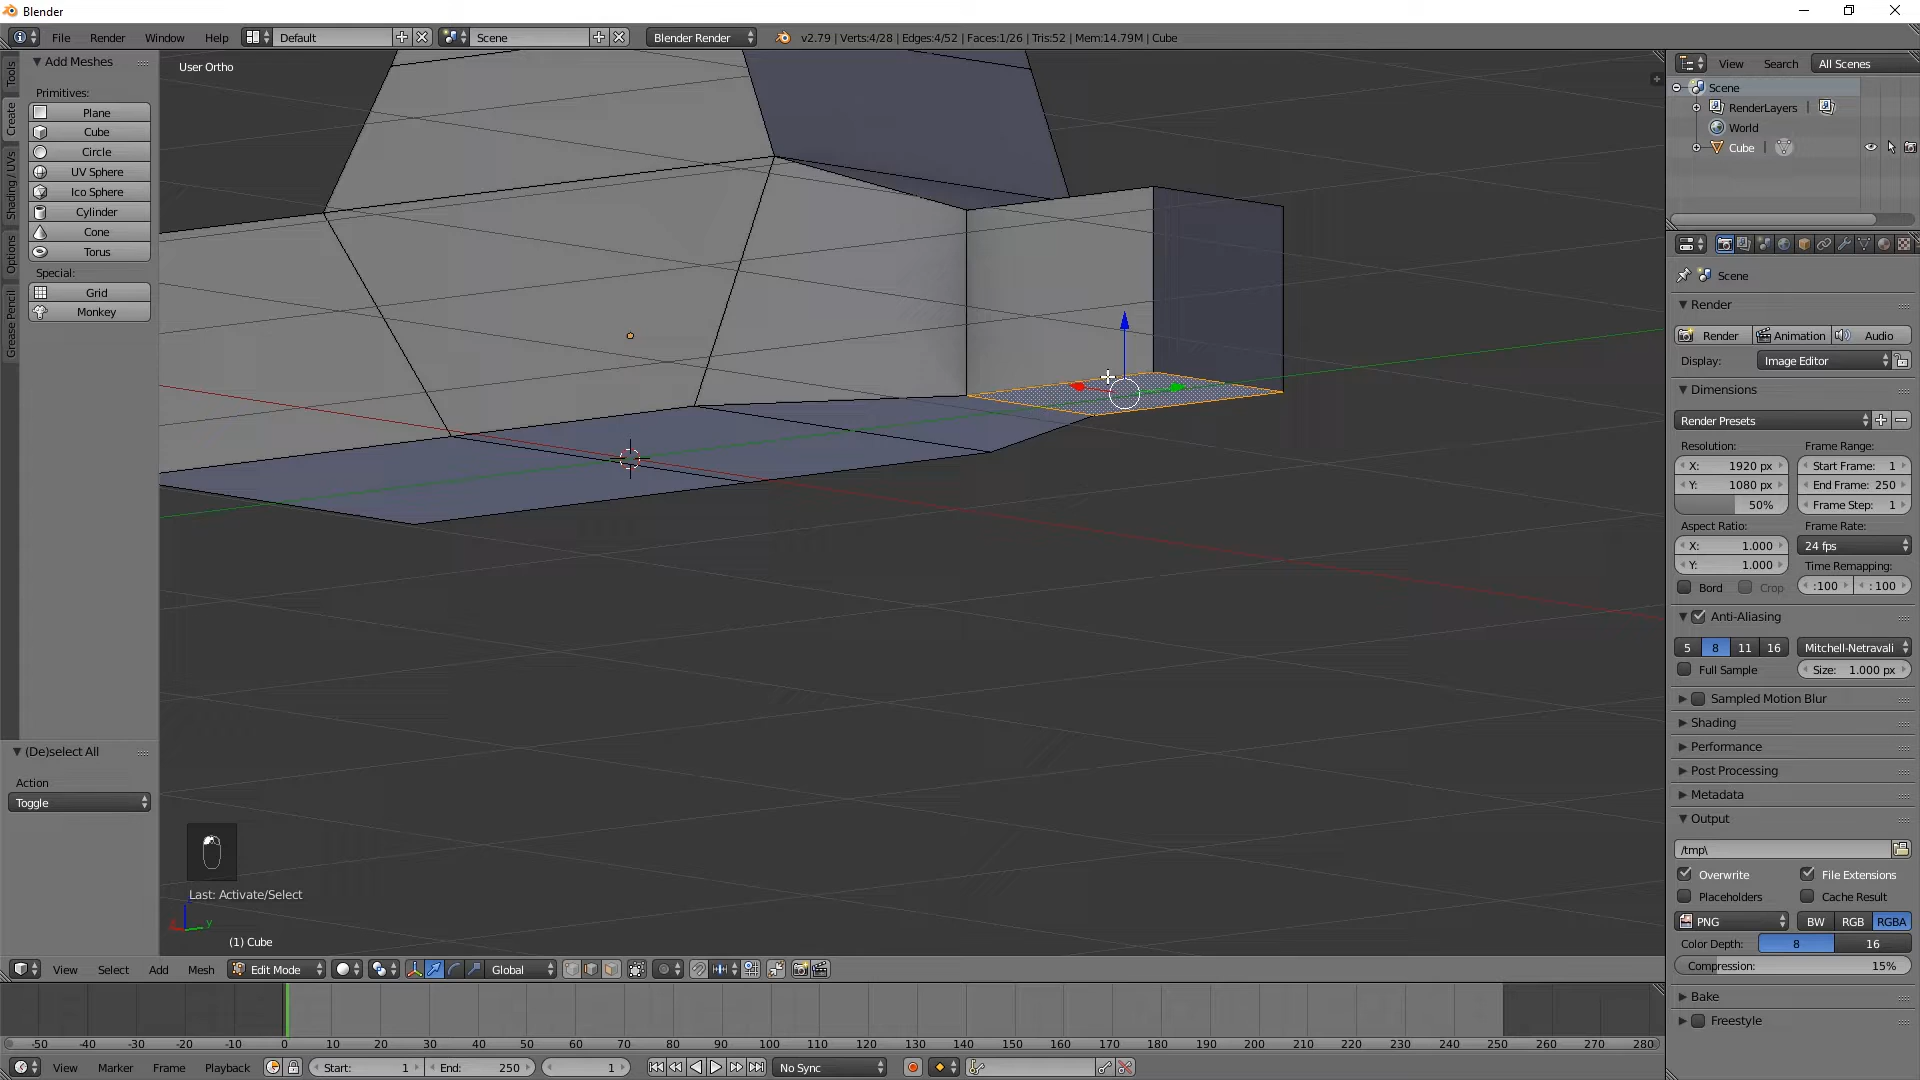 Blender
File Render Window Help Default Scene Blender Render v2.79 | Verts:4/28 | Edges:4/52 | Faces:1/26 | Tris:52 | Mem:14.79M | Cube
Tools
Create
Shading / UVs
Options
Grease Pencil
Add Meshes
Primitives:
Plane
Cube
Circle
UV Sphere
Ico Sphere
Cylinder
Cone
Torus
Special:
Grid
Monkey
(De)select All
Action
Toggle
User Ortho
Last: Activate/Select
y
(1) Cube
View Select Add Mesh Edit Mode Global
-50 -40 -30 -20 -10 0 10 20 30 40 50 60 70 80 90 100 110 120 130 140 150 160 170 180 190 200 210 220 230 240 250 260 270 280
View Marker Frame Playback Start: 1 End: 250 1 No Sync
View Search All Scenes
Scene
RenderLayers |
World
Cube |
Scene
Render
Render Animation Audio
Display: Image Editor
Dimensions
Render Presets
Resolution: Frame Range:
X: 1920 px Start Frame: 1
Y: 1080 px End Frame: 250
50% Frame Step: 1
Aspect Ratio: Frame Rate:
X: 1.000 24 fps
Y: 1.000 Time Remapping:
Bord Crop :100 : 100
Anti-Aliasing
5 8 11 16 Mitchell-Netravali
Full Sample Size: 1.000 px
Sampled Motion Blur
Shading
Performance
Post Processing
Metadata
Output
/tmp\
Overwrite File Extensions
Placeholders Cache Result
PNG BW RGB RGBA
Color Depth: 8 16
Compression: 15%
Bake
Freestyle